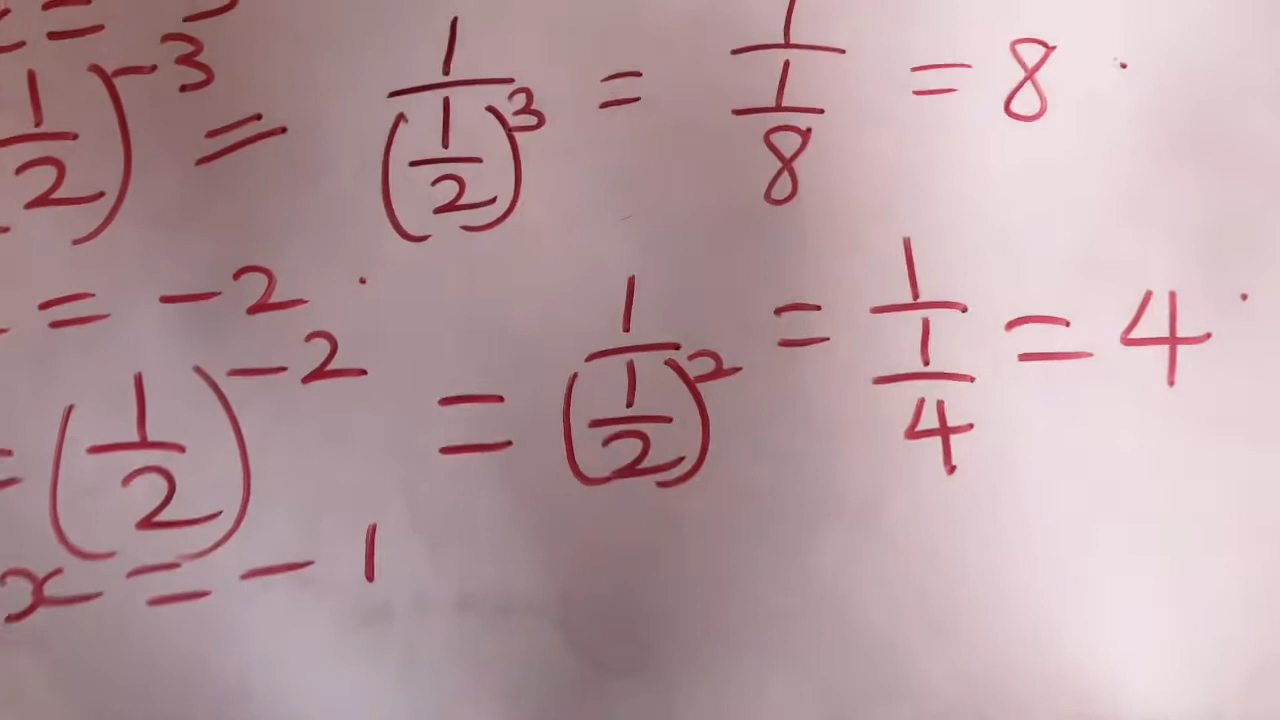 (1/2)^-3 = 1/(1/2)^3 = 1/(1/8) = 8
= -2
= (1/2)^-2 = 1/(1/2)^2 = 1/(1/4) = 4
x = -1